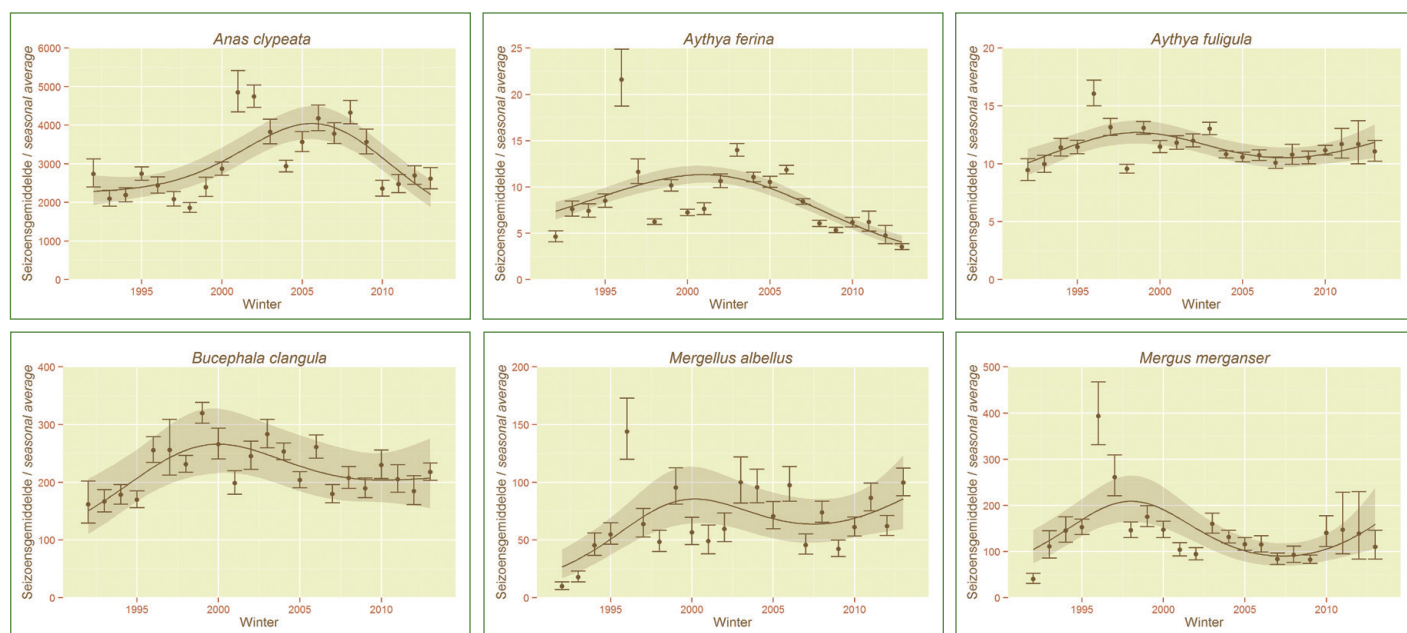 Anas clypeata
Seizoensgemiddelde / seasonal average
6000
5000
4000
3000
2000
1000
0
1995 2000 2005 2010
Winter
Aythya ferina
Seizoensgemiddelde / seasonal average
25
20
15
10
5
0
1995 2000 2005 2010
Winter
Aythya fuligula
Seizoensgemiddelde / seasonal average
20
15
10
5
0
1995 2000 2005 2010
Winter
Bucephala clangula
Seizoensgemiddelde / seasonal average
400
300
200
100
0
1995 2000 2005 2010
Winter
Mergellus albellus
Seizoensgemiddelde / seasonal average
200
150
100
50
0
1995 2000 2005 2010
Winter
Mergus merganser
Seizoensgemiddelde / seasonal average
500
400
300
200
100
0
1995 2000 2005 2010
Winter